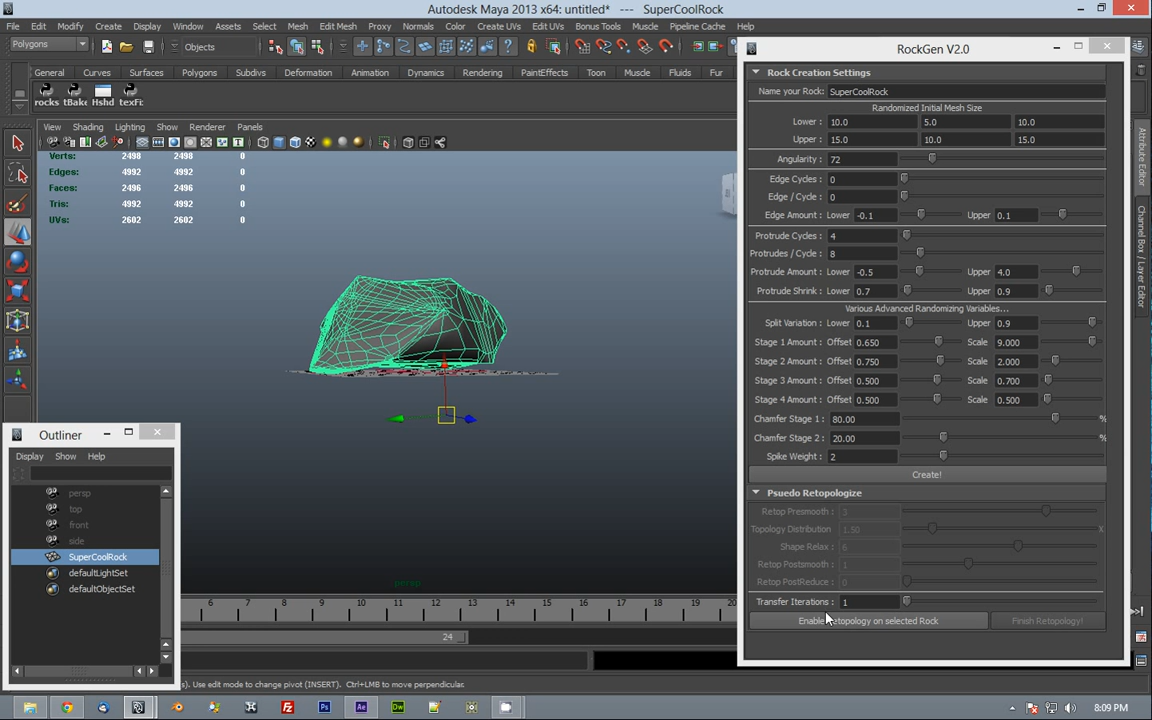 Autodesk Maya 2013 x64: untitled* --- SuperCoolRock
File Edit Modify Create Display Window Assets Select Mesh Edit Mesh Proxy Normals Color Create UVs Edit UVs Bonus Tools Muscle Pipeline Cache Help
Polygons Objects
General Curves Surfaces Polygons Subdivs Deformation Animation Dynamics Rendering PaintEffects Toon Muscle Fluids Fur
rocks tBake Hshd texFi:
View Shading Lighting Show Renderer Panels
Verts: 2498 2498 0
Edges: 4992 4992 0
Faces: 2496 2496 0
Tris: 4992 4992 0
UVs: 2602 2602 0
persp
Outliner
Display Show Help
persp
top
front
side
SuperCoolRock
defaultLightSet
defaultObjectSet
6 7 8 9 10 11 12 13 14 15 16 17 18 19 20
24
s). Use edit mode to change pivot (INSERT). Ctrl+LMB to move perpendicular.
RockGen V2.0
Rock Creation Settings
Name your Rock: SuperCoolRock
Randomized Initial Mesh Size
Lower : 10.0 5.0 10.0
Upper : 15.0 10.0 15.0
Angularity : 72
Edge Cycles : 0
Edge / Cycle : 0
Edge Amount : Lower -0.1 Upper 0.1
Protrude Cycles : 4
Protrudes / Cycle : 8
Protrude Amount : Lower -0.5 Upper 4.0
Protrude Shrink : Lower 0.7 Upper 0.9
Various Advanced Randomizing Variables...
Split Variation : Lower 0.1 Upper 0.9
Stage 1 Amount : Offset 0.650 Scale 9.000
Stage 2 Amount : Offset 0.750 Scale 2.000
Stage 3 Amount : Offset 0.500 Scale 0.700
Stage 4 Amount : Offset 0.500 Scale 0.500
Chamfer Stage 1 : 80.00 %
Chamfer Stage 2 : 20.00 %
Spike Weight : 2
Create!
Psuedo Retopologize
Retop Presmooth : 3
Topology Distribution 1.50 X
Shape Relax : 6
Retop Postsmooth : 1
Retop PostReduce : 0
Transfer Iterations : 1
Enable Retopology on selected Rock Finish Retopology!
Attribute Editor
Channel Box / Layer Editor
Ps Ae Dw 8:09 PM